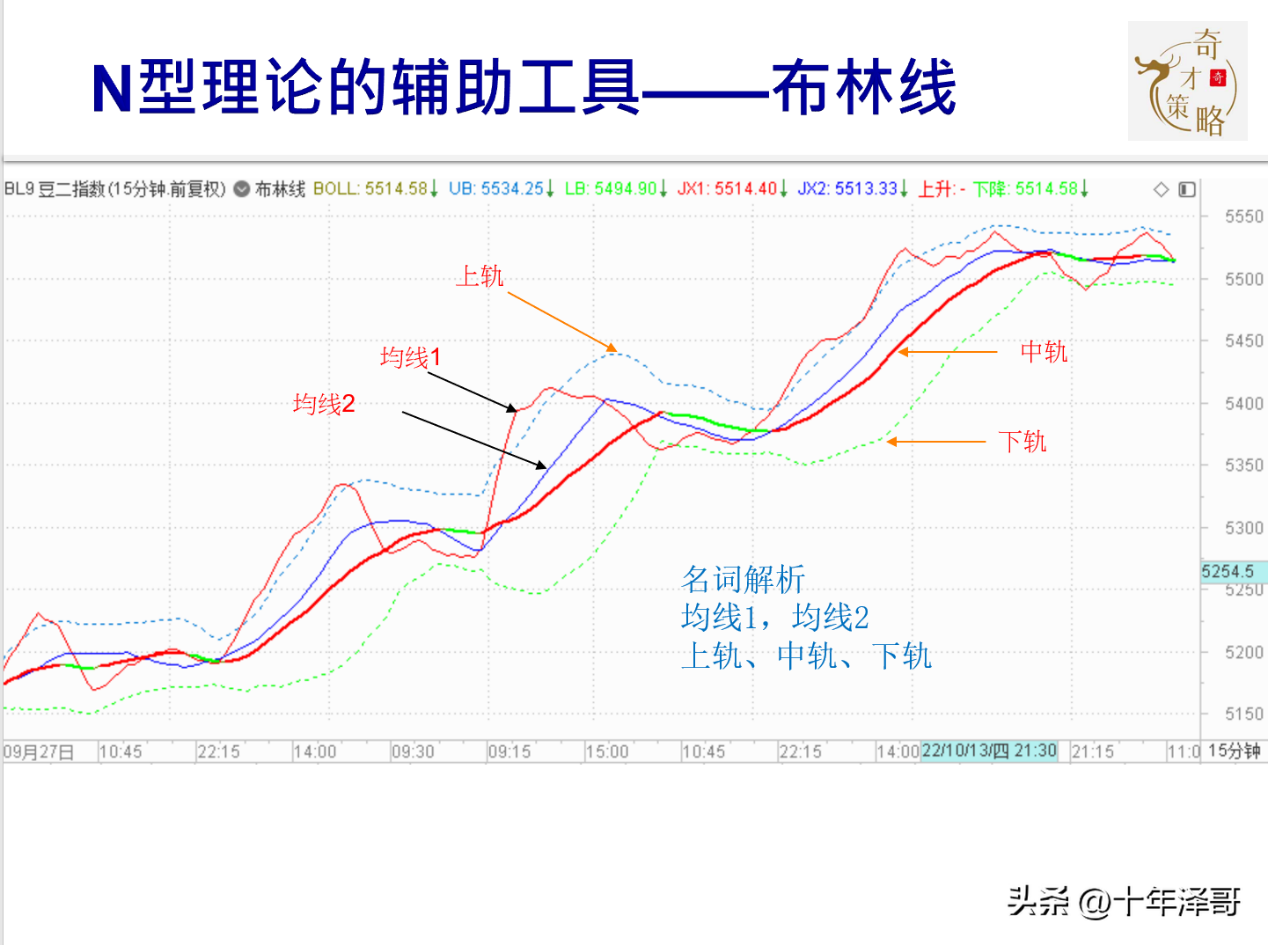 N型理论的辅助工具——布林线
奇
才 奇
策略
BL9 豆二指数(15分钟.前复权) 布林线 BOLL: 5514.58↓ UB: 5534.25↓ LB: 5494.90↓ JX1: 5514.40↓ JX2: 5513.33↓ 上升: - 下降: 5514.58↓
5550
5500
5450
5400
5350
5300
5254.5
5250
5200
5150
上轨
均线1
均线2
中轨
下轨
名词解析
均线1，均线2
上轨、中轨、下轨
09月27日 10:45 22:15 14:00 09:30 09:15 15:00 10:45 22:15 14:00 22/10/13/四 21:30 21:15 11:0 15分钟
头条 @十年泽哥